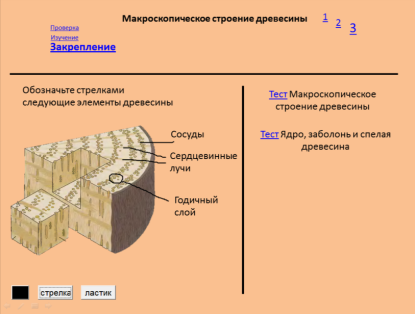 Макроскопическое строение древесины
1
2
3
Проверка
Изучение
Закрепление
Обозначьте стрелками
следующие элементы древесины
Сосуды
Сердцевинные
лучи
Годичный
слой
стрелка
ластик
Тест Макроскопическое
строение древесины
Тест Ядро, заболонь и спелая
древесина